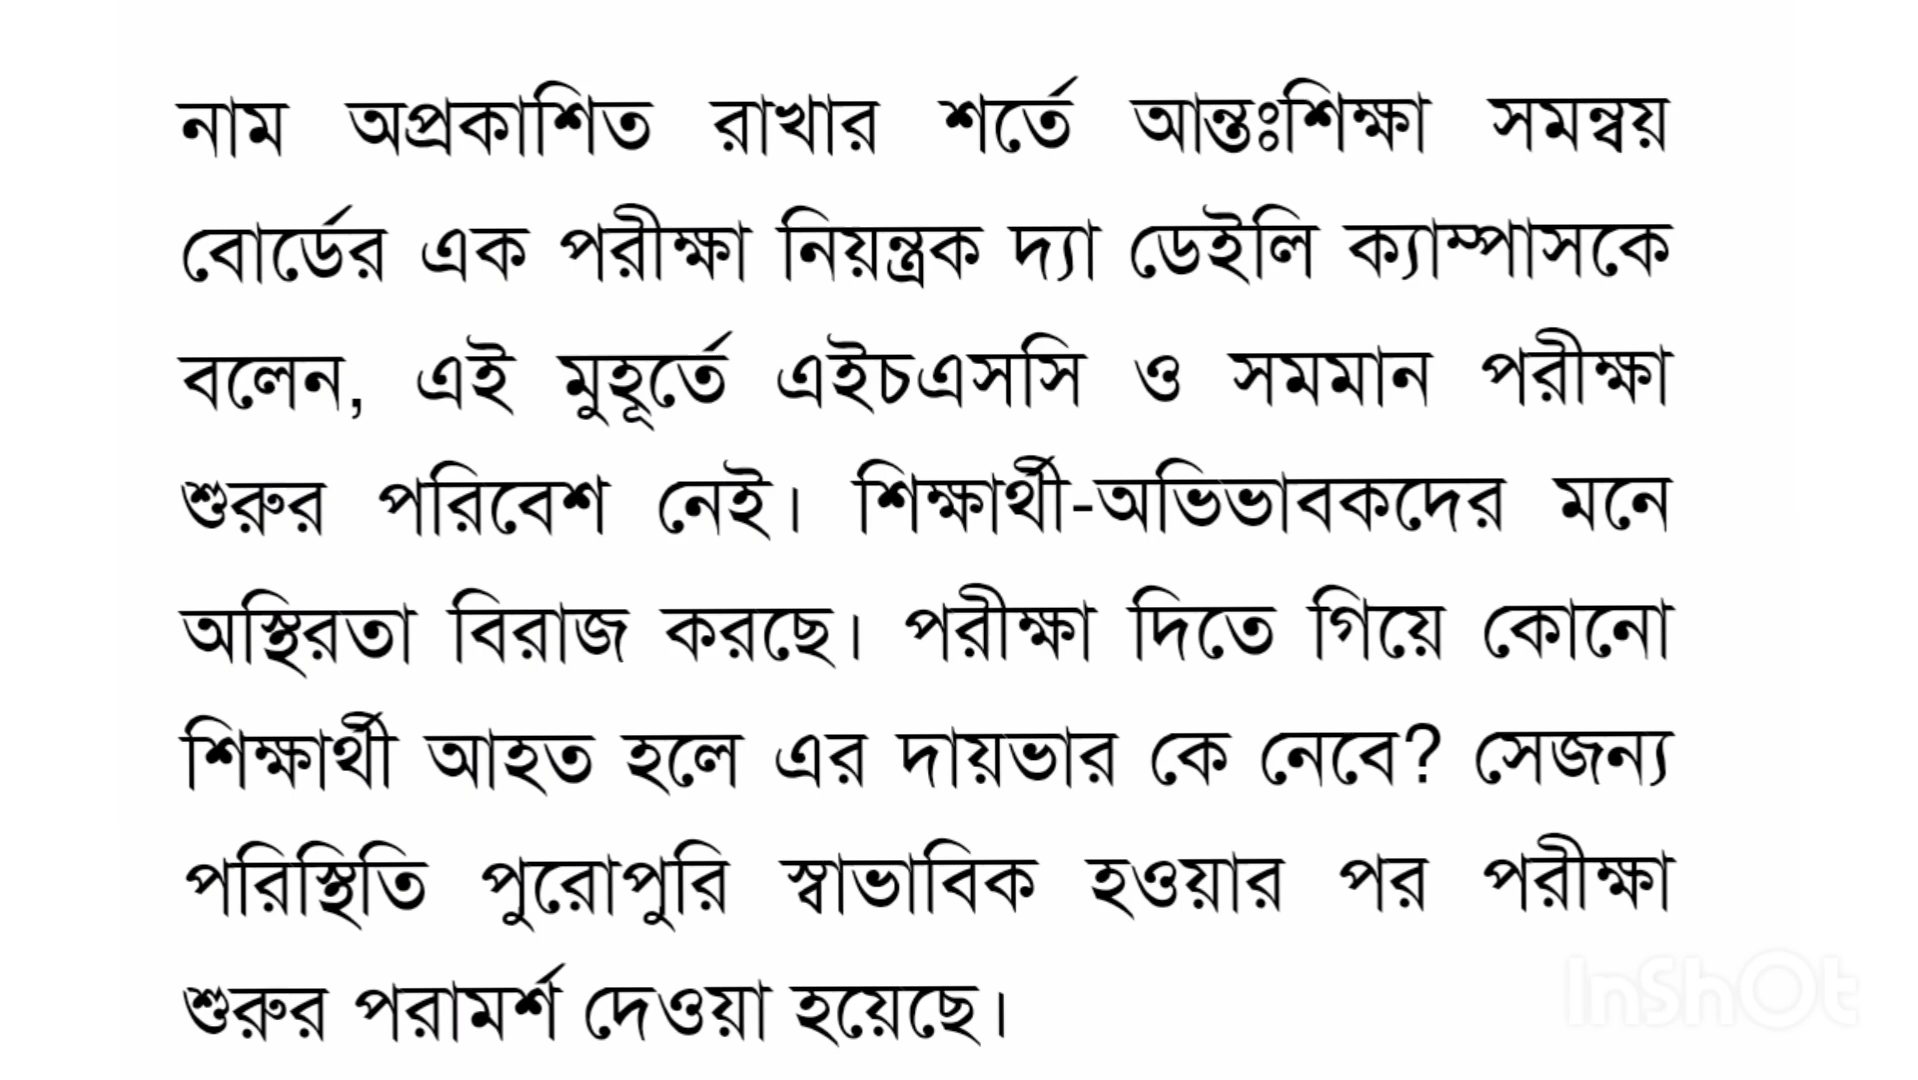 নাম অপ্রকাশিত রাখার শর্তে আন্তঃশিক্ষা সমন্বয়
বোর্ডের এক পরীক্ষা নিয়ন্ত্রক দ্যা ডেইলি ক্যাম্পাসকে
বলেন, এই মুহূর্তে এইচএসসি ও সমমান পরীক্ষা
শুরুর পরিবেশ নেই। শিক্ষার্থী-অভিভাবকদের মনে
অস্থিরতা বিরাজ করছে। পরীক্ষা দিতে গিয়ে কোনো
শিক্ষার্থী আহত হলে এর দায়ভার কে নেবে? সেজন্য
পরিস্থিতি পুরোপুরি স্বাভাবিক হওয়ার পর পরীক্ষা
শুরুর পরামর্শ দেওয়া হয়েছে।
InShOt